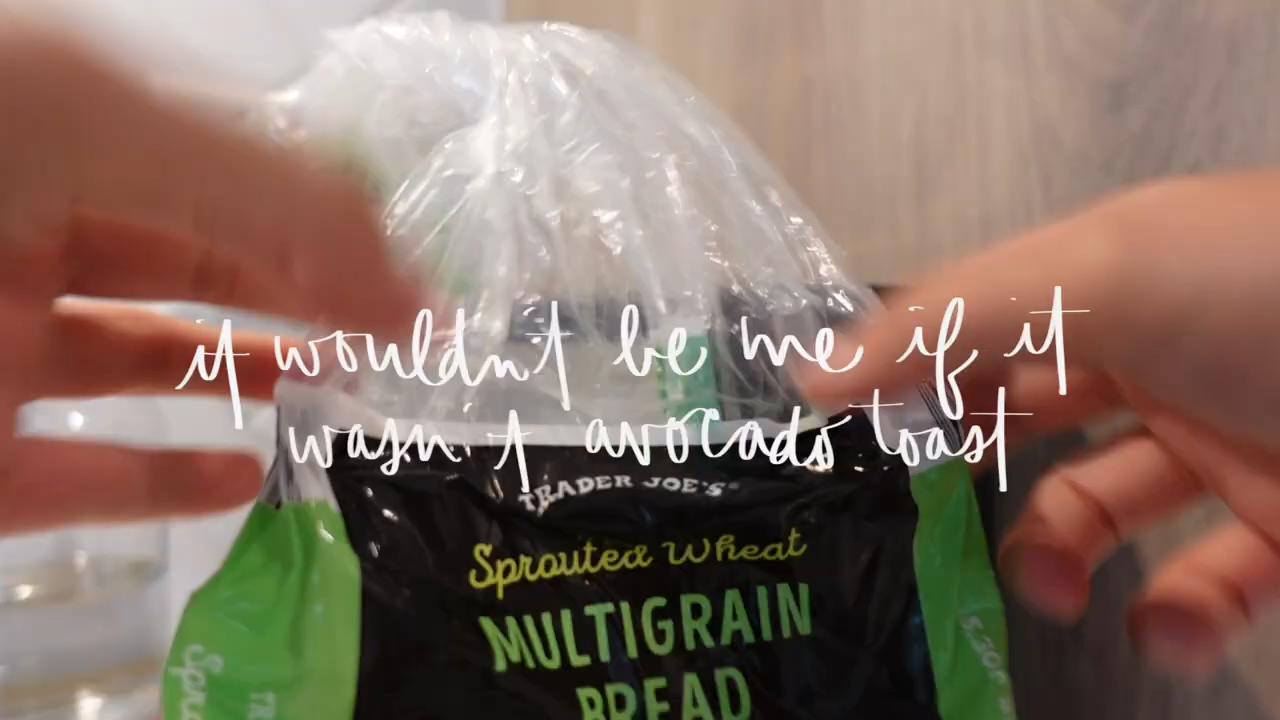 it wouldn't be me if it
wasn't avocado toast
TRADER JOE'S®
Sprouted Wheat
MULTIGRAIN
BREAD